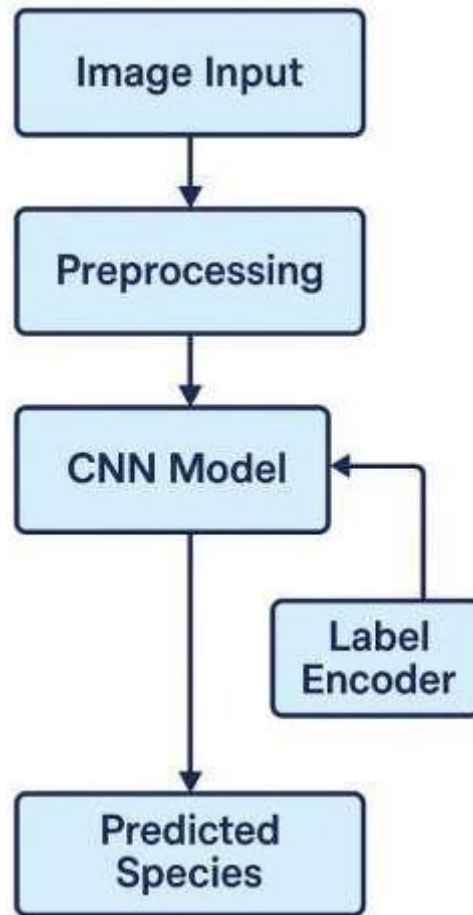 Image Input
Preprocessing
CNN Model
Label
Encoder
Predicted
Species